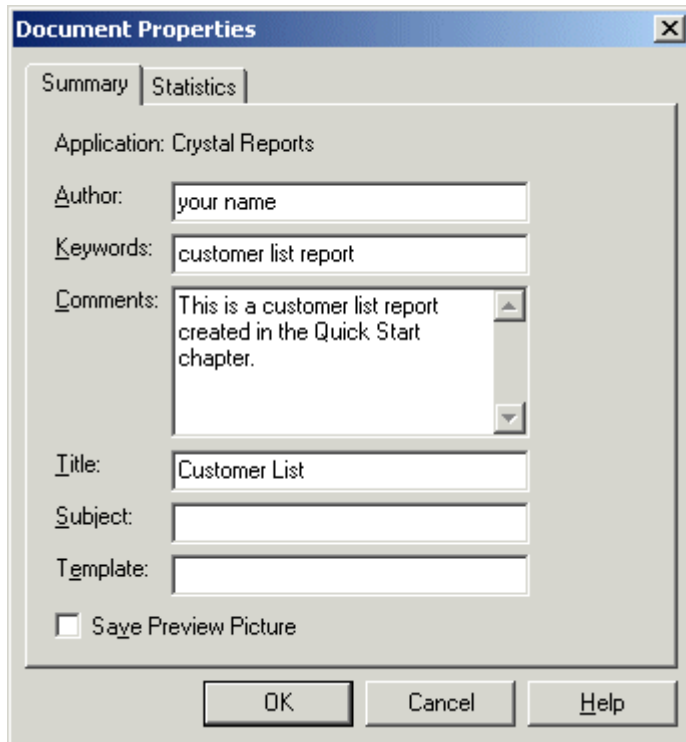 Document Properties
Summary
Statistics
Application: Crystal Reports
Author:
your name
Keywords:
customer list report
Comments:
This is a customer list report
created in the Quick Start
chapter.
Title:
Customer List
Subject:
Template:
Save Preview Picture
OK
Cancel
Help